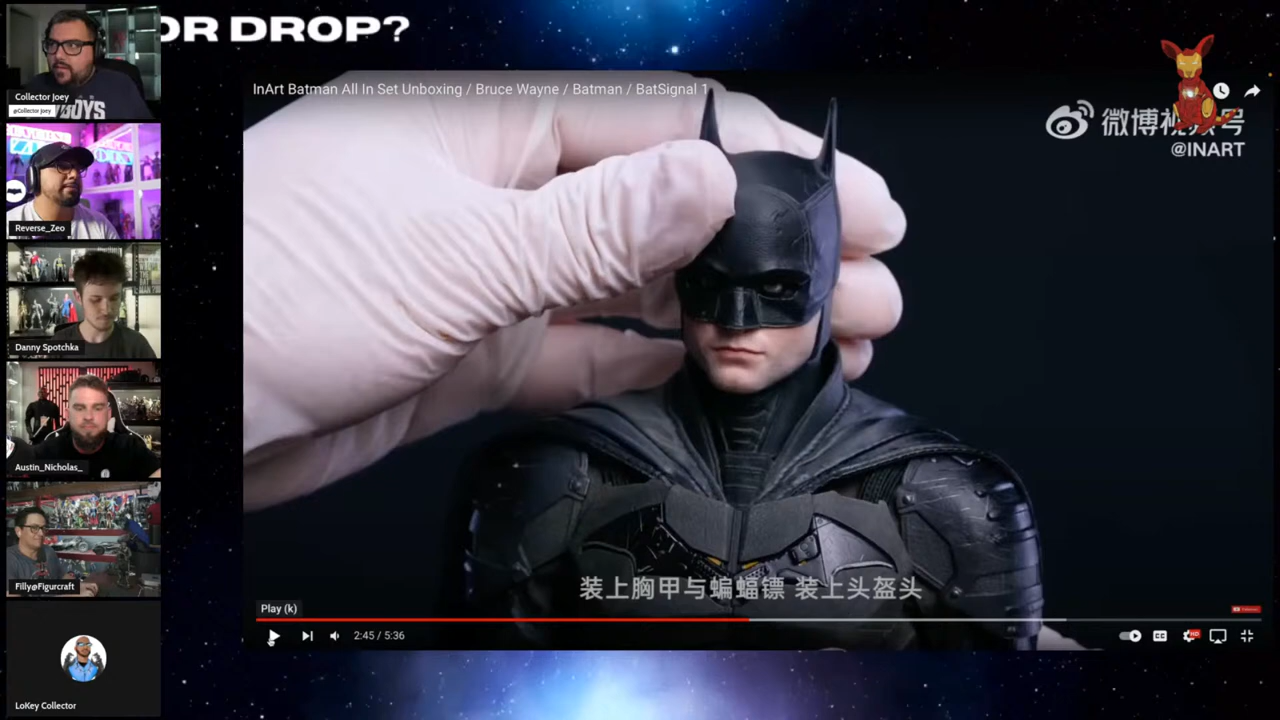 OR DROP?
Collector Joey
@Collector Joey
BOYS
Reverse_Zeo
Danny Spotchka
Austin_Nicholas_
Filly@Figurcraft
LoKey Collector
InArt Batman All In Set Unboxing / Bruce Wayne / Batman / BatSignal 1
微博视频号
@INART
装上胸甲与蝙蝠镖 装上头盔头
Play (k)
2:45 / 5:36
CC
HD